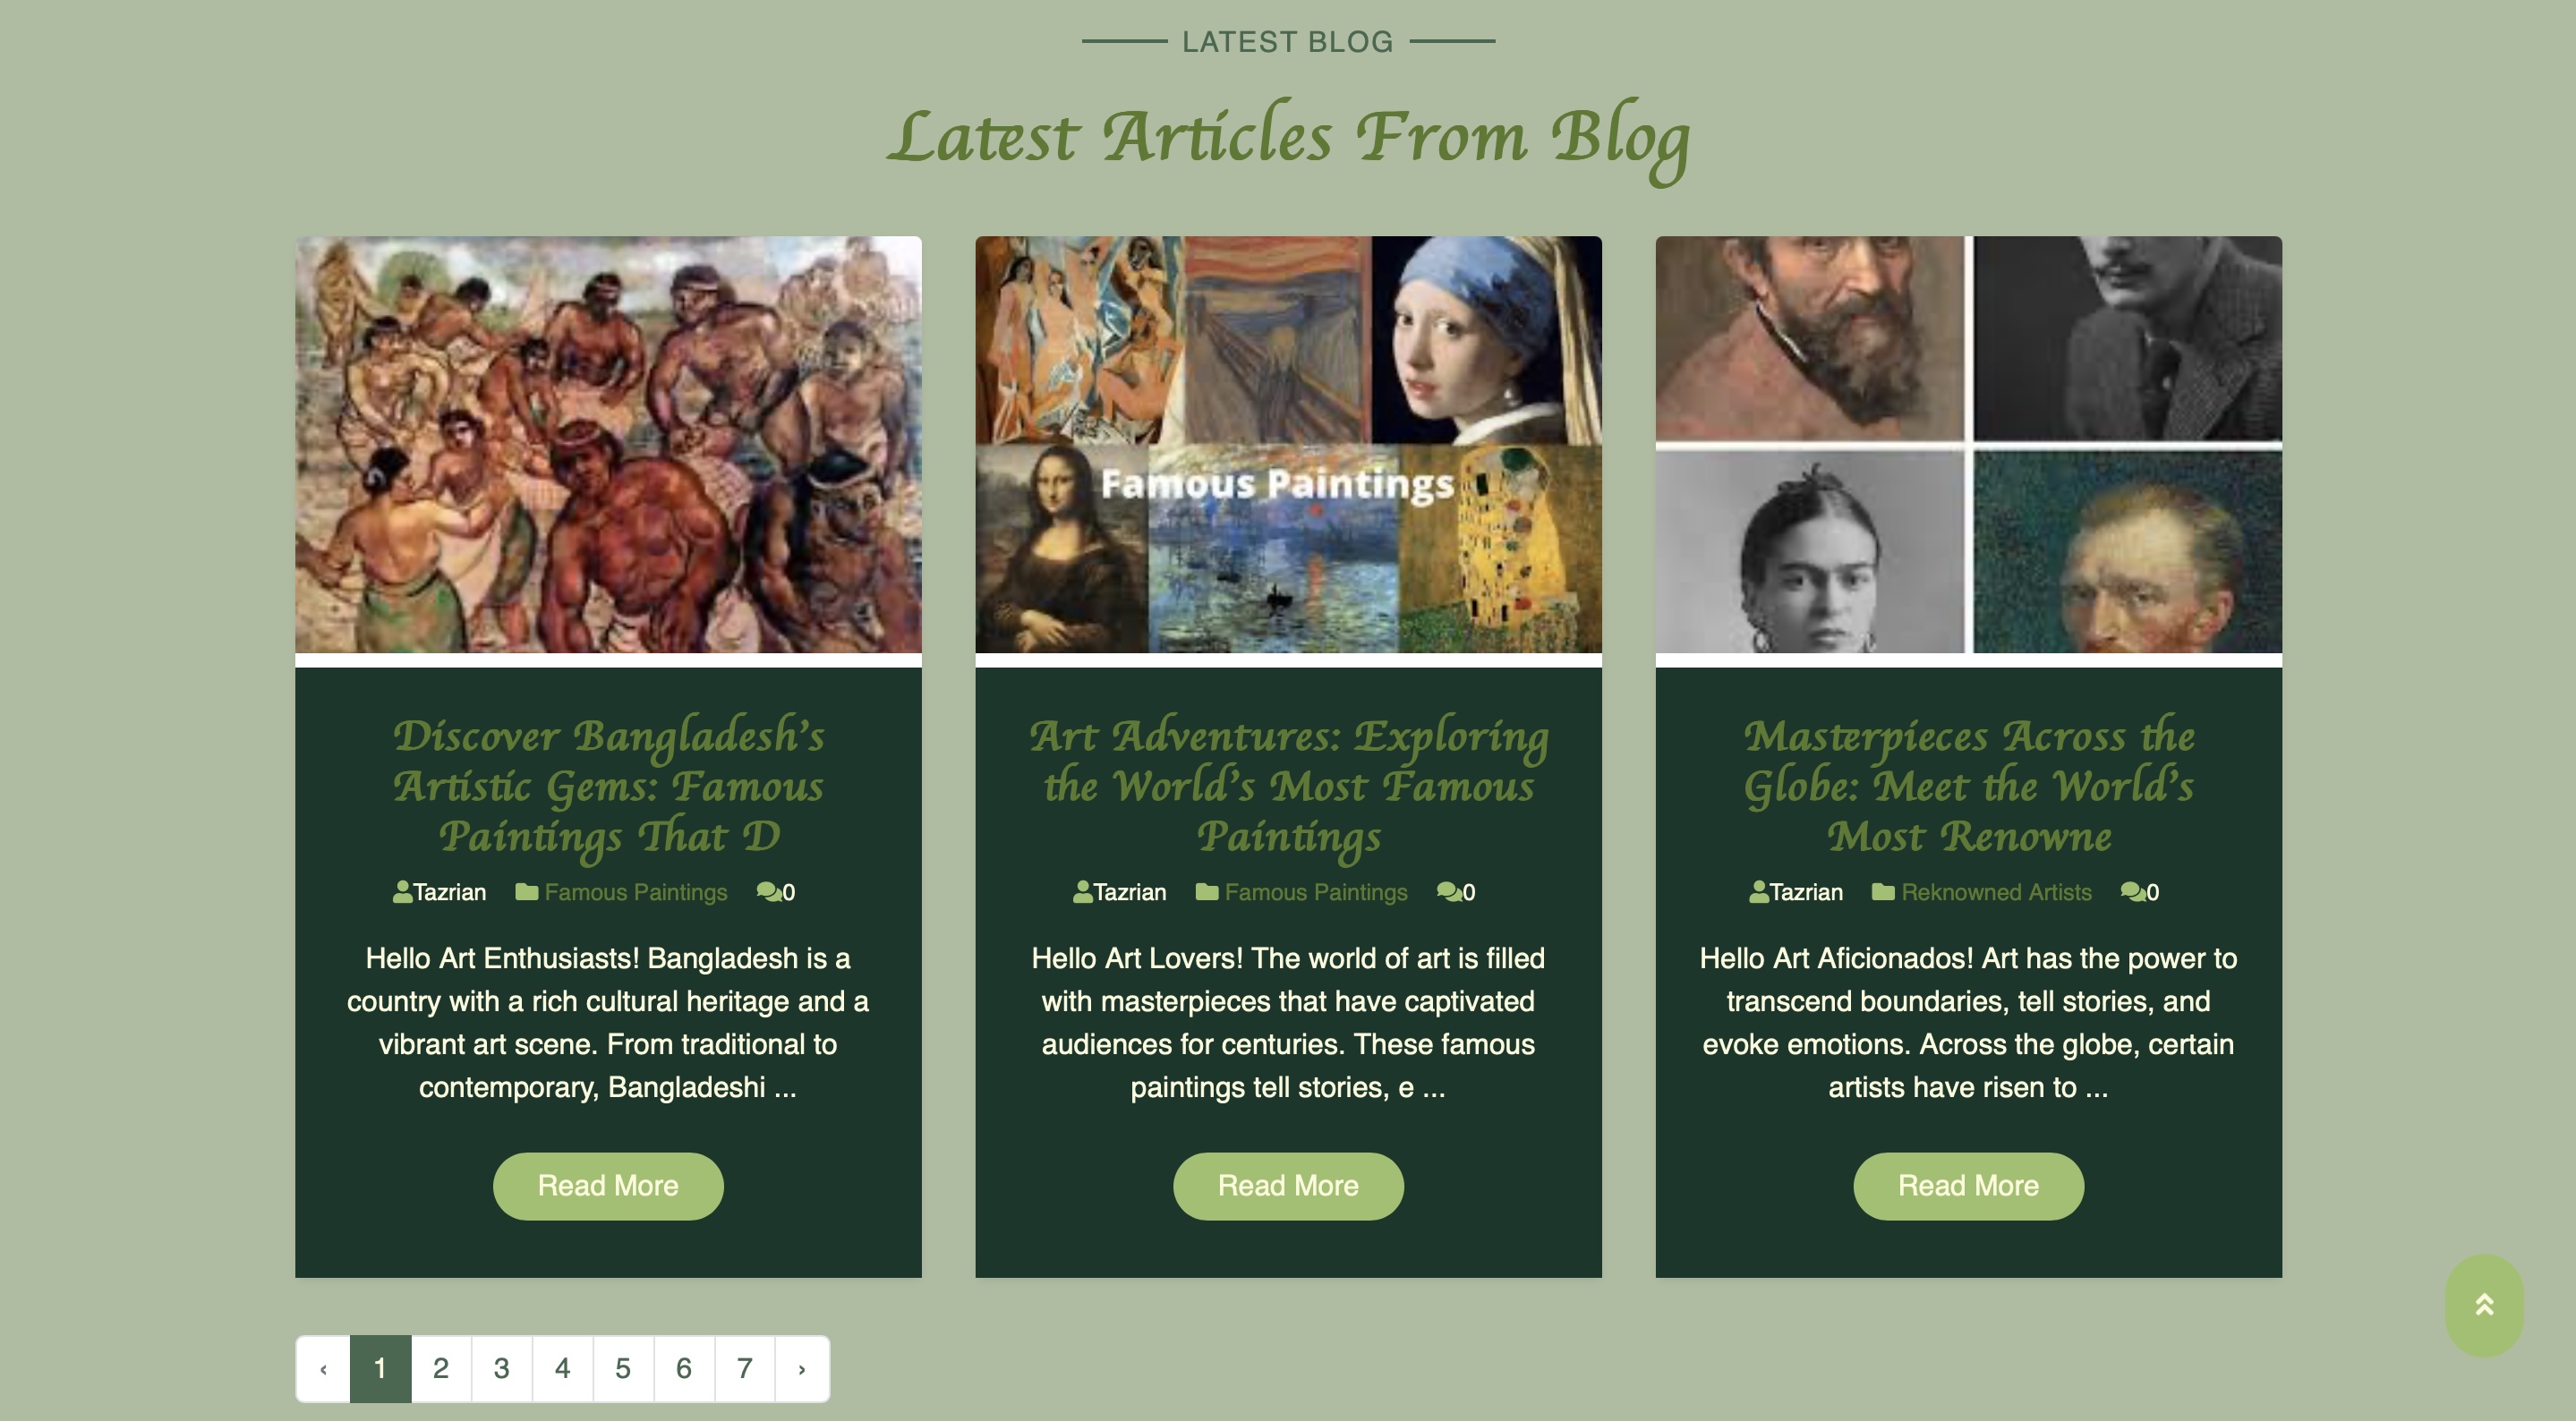 LATEST BLOG
Latest Articles From Blog
Famous Paintings
Discover Bangladesh's
Artistic Gems: Famous
Paintings That D
Tazrian Famous Paintings 0
Hello Art Enthusiasts! Bangladesh is a
country with a rich cultural heritage and a
vibrant art scene. From traditional to
contemporary, Bangladeshi ...
Read More
Art Adventures: Exploring
the World's Most Famous
Paintings
Tazrian Famous Paintings 0
Hello Art Lovers! The world of art is filled
with masterpieces that have captivated
audiences for centuries. These famous
paintings tell stories, e ...
Read More
Masterpieces Across the
Globe: Meet the World's
Most Renowne
Tazrian Reknowned Artists 0
Hello Art Aficionados! Art has the power to
transcend boundaries, tell stories, and
evoke emotions. Across the globe, certain
artists have risen to ...
Read More
‹ 1 2 3 4 5 6 7 ›